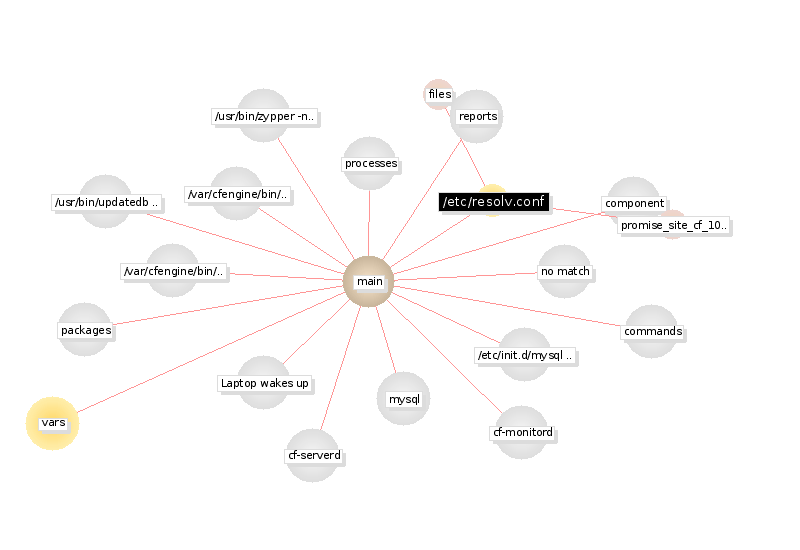 files
/usr/bin/zypper -n..
reports
processes
/usr/bin/updatedb ..
/var/cfengine/bin/..
/etc/resolv.conf
component
promise_site_cf_10..
/var/cfengine/bin/..
no match
main
packages
commands
/etc/init.d/mysql ..
Laptop wakes up
mysql
vars
cf-monitord
cf-serverd